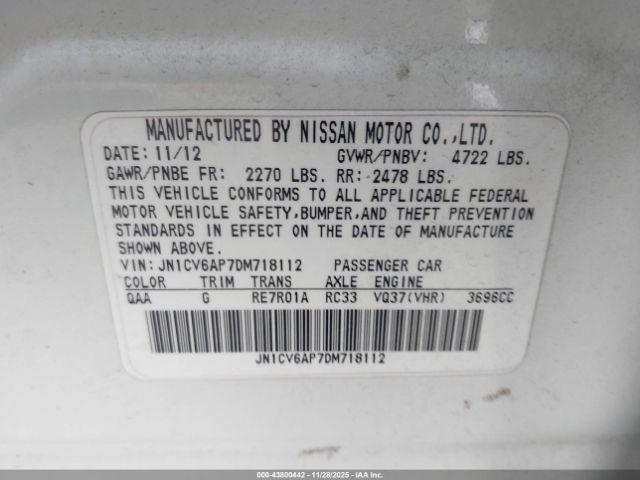 MANUFACTURED BY NISSAN MOTOR CO.,LTD.
DATE: 11/12 GVWR/PNBV: 4722 LBS.
GAWR/PNBE FR: 2270 LBS. RR: 2478 LBS.
THIS VEHICLE CONFORMS TO ALL APPLICABLE FEDERAL
MOTOR VEHICLE SAFETY,BUMPER,AND THEFT PREVENTION
STANDARDS IN EFFECT ON THE DATE OF MANUFACTURE
SHOWN ABOVE.
VIN: JN1CV6AP7DM718112 PASSENGER CAR
COLOR TRIM TRANS AXLE ENGINE
QAA G RE7R01A RC33 VQ37(VHR) 3696CC
JN1CV6AP7DM718112
000-43800442 - 11/28/2025 - IAA Inc.